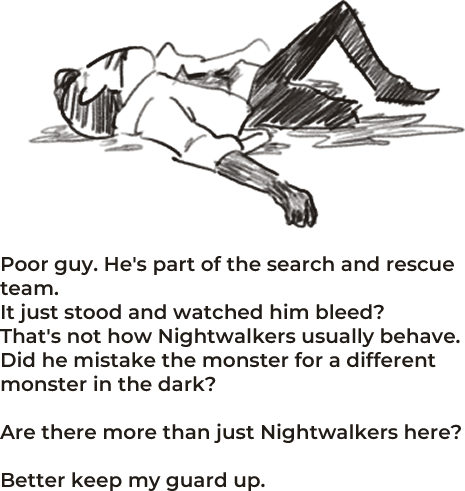 Poor guy. He's part of the search and rescue
team.
It just stood and watched him bleed?
That's not how Nightwalkers usually behave.
Did he mistake the monster for a different
monster in the dark?
Are there more than just Nightwalkers here?
Better keep my guard up.